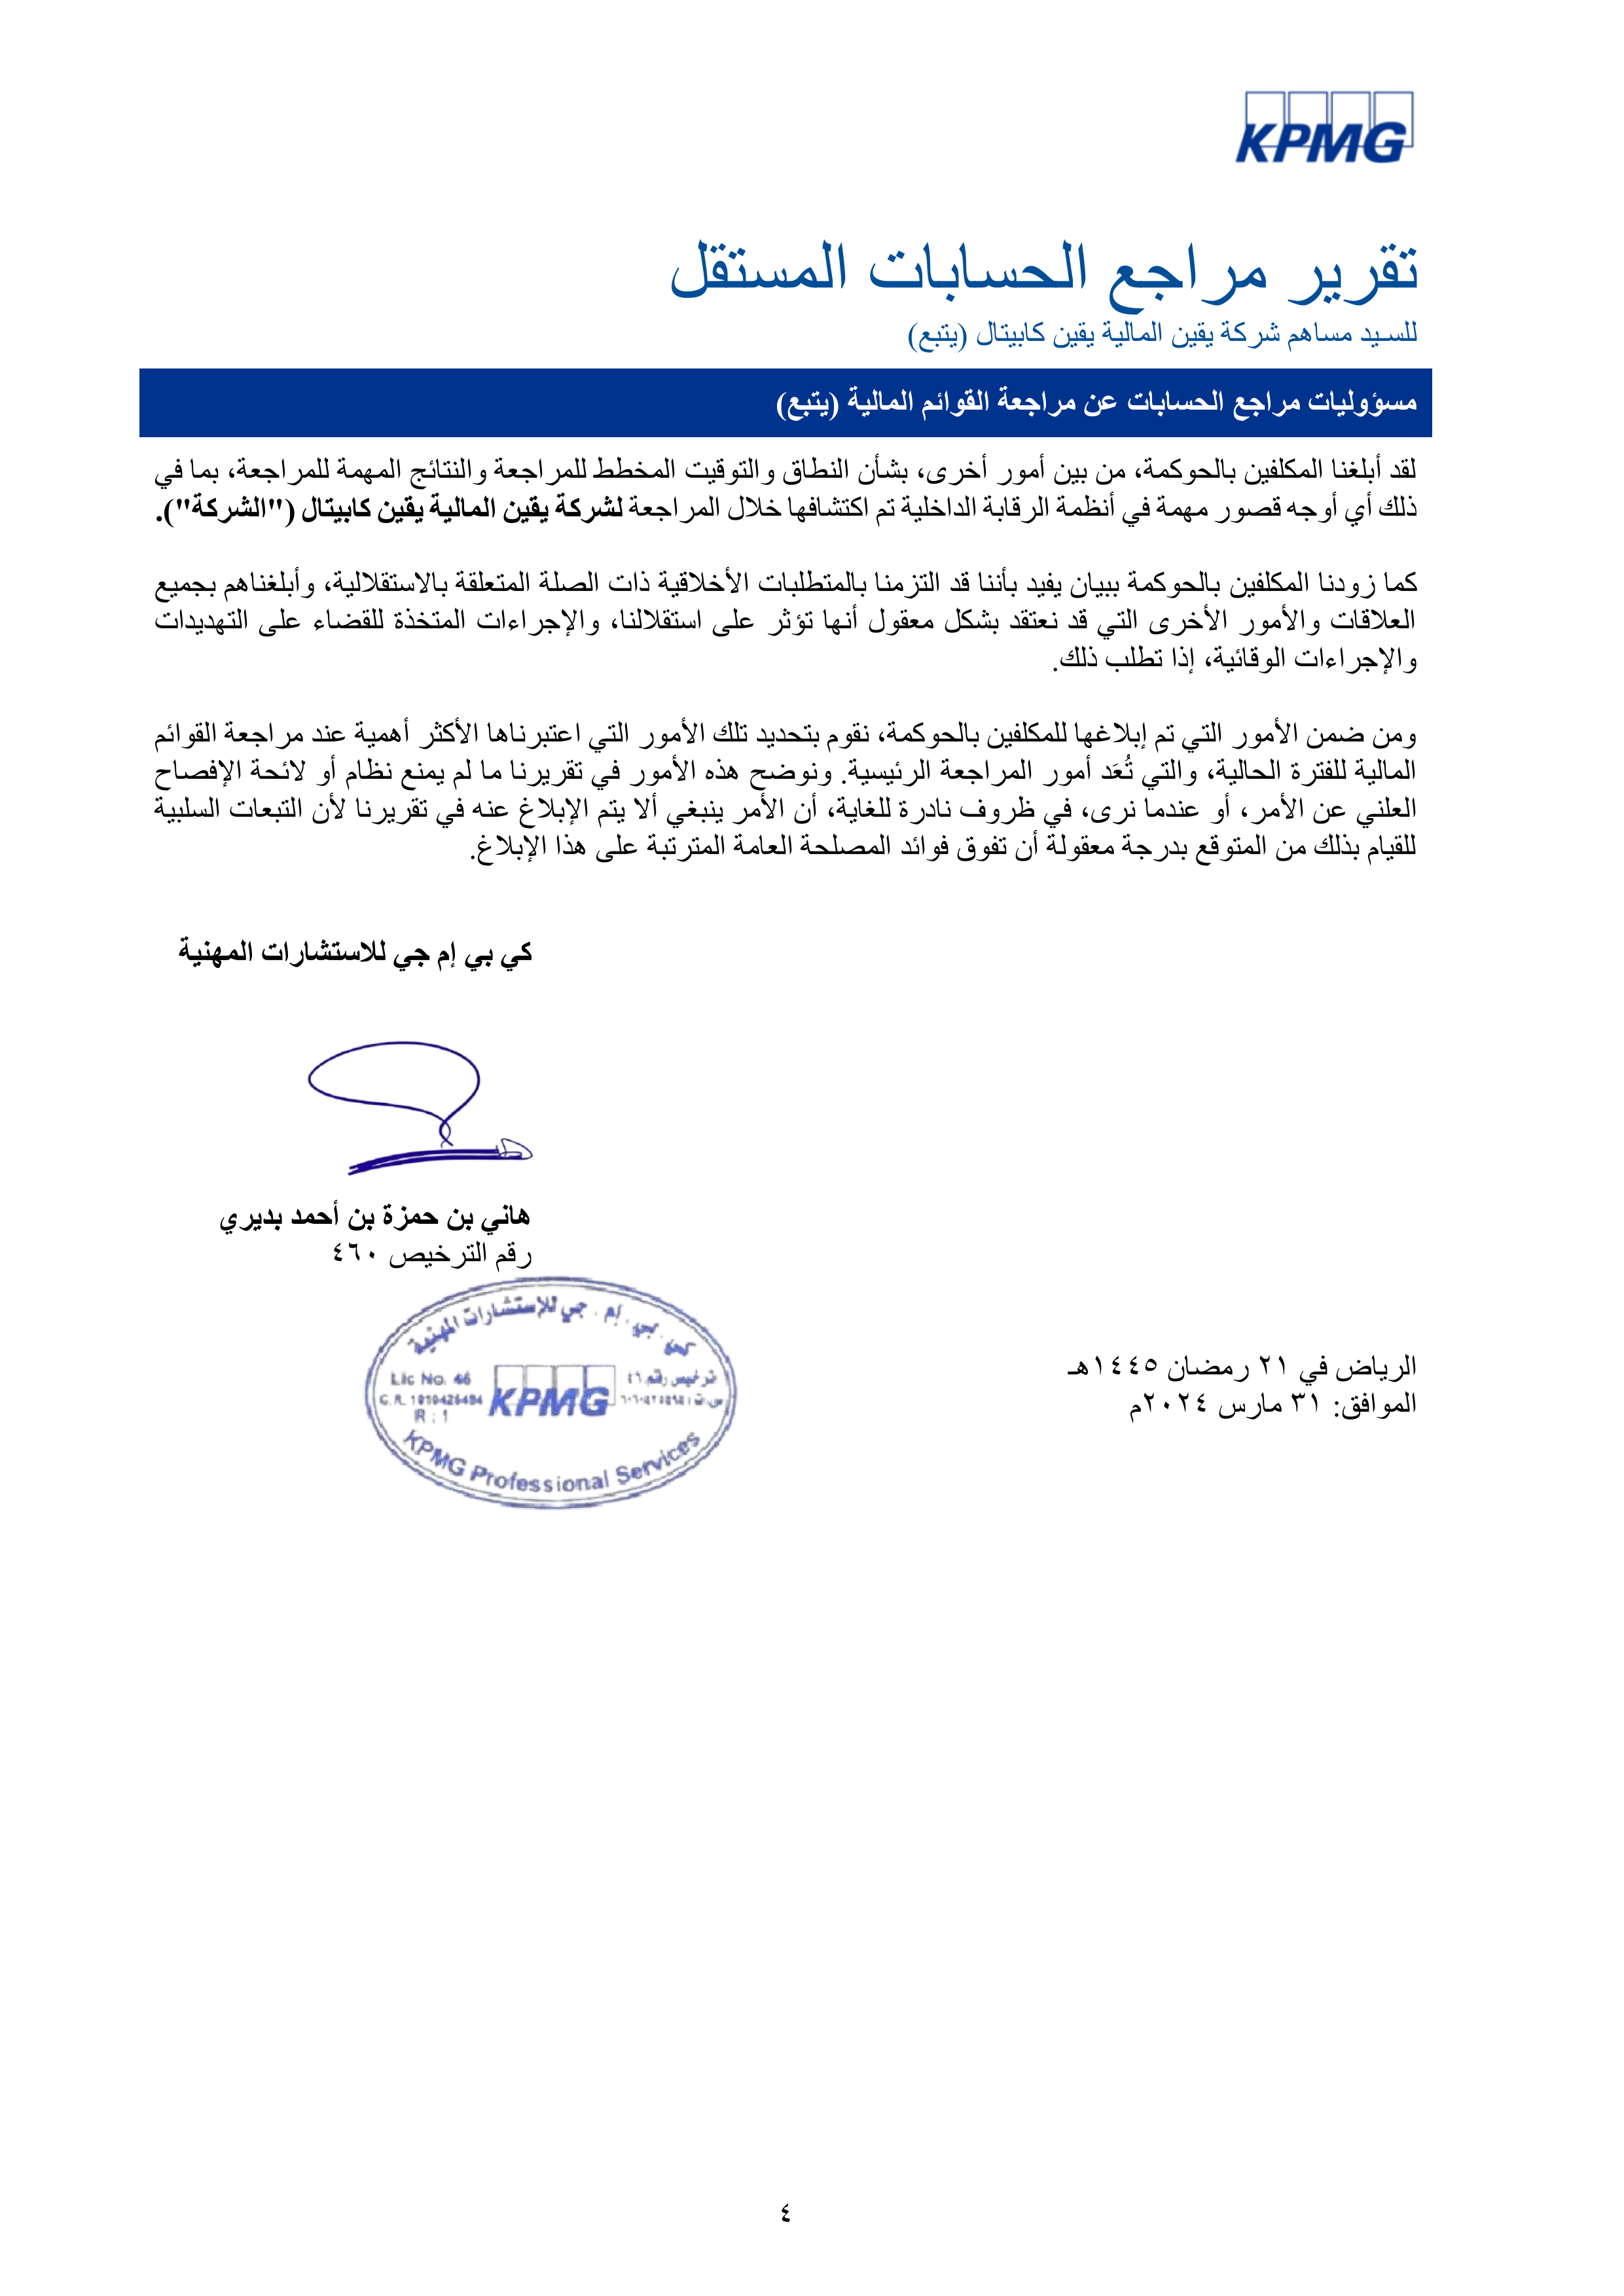 KPMG
تقرير مراجع الحسابات المستقل
للسيد مساهم شركة يقين المالية يقين كابيتال (يتبع)
مسؤوليات مراجع الحسابات عن مراجعة القوائم المالية (يتبع)
لقد أبلغنا المكلفين بالحوكمة، من بين أمور أخرى، بشأن النطاق والتوقيت المخطط للمراجعة والنتائج المهمة للمراجعة، بما في
ذلك أي أوجه قصور مهمة في أنظمة الرقابة الداخلية تم اكتشافها خلال المراجعة لشركة يقين المالية يقين كابيتال ("الشركة").
كما زودنا المكلفين بالحوكمة ببيان يفيد بأننا قد التزمنا بالمتطلبات الأخلاقية ذات الصلة المتعلقة بالاستقلالية، وأبلغناهم بجميع
العلاقات والأمور الأخرى التي قد نعتقد بشكل معقول أنها تؤثر على استقلالنا، والإجراءات المتخذة للقضاء على التهديدات
والإجراءات الوقائية، إذا تطلب ذلك.
ومن ضمن الأمور التي تم إبلاغها للمكلفين بالحوكمة، نقوم بتحديد تلك الأمور التي اعتبرناها الأكثر أهمية عند مراجعة القوائم
المالية للفترة الحالية، والتي تُعَد أمور المراجعة الرئيسية. ونوضح هذه الأمور في تقريرنا ما لم يمنع نظام أو لائحة الإفصاح
العلني عن الأمر، أو عندما نرى، في ظروف نادرة للغاية، أن الأمر ينبغي ألا يتم الإبلاغ عنه في تقريرنا لأن التبعات السلبية
للقيام بذلك من المتوقع بدرجة معقولة أن تفوق فوائد المصلحة العامة المترتبة على هذا الإبلاغ.
كي بي إم جي للاستشارات المهنية
هاني بن حمزة بن أحمد بديري
رقم الترخيص ٤٦٠
كي. بي. إم. جي للإستشارات المهنية
ترخيص رقم ٤٦
Lic No. 46
KPMG
R : 1
KPMG Professional Services
الرياض في ٢١ رمضان ١٤٤٥هـ
الموافق: ٣١ مارس ٢٠٢٤م
٤